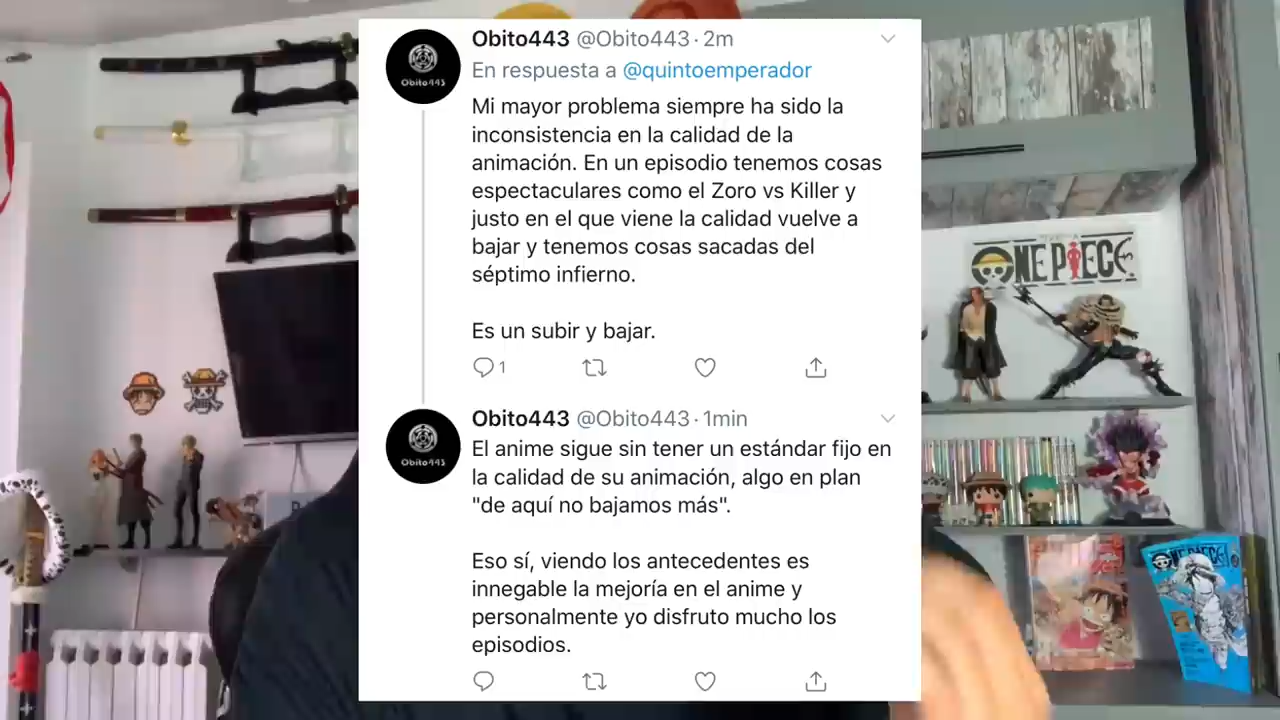 Obito443 @Obito443 · 2m
En respuesta a @quintoemperador
Mi mayor problema siempre ha sido la
inconsistencia en la calidad de la
animación. En un episodio tenemos cosas
espectaculares como el Zoro vs Killer y
justo en el que viene la calidad vuelve a
bajar y tenemos cosas sacadas del
séptimo infierno.
Es un subir y bajar.
1
Obito443 @Obito443 · 1min
El anime sigue sin tener un estándar fijo en
la calidad de su animación, algo en plan
"de aquí no bajamos más".
Eso sí, viendo los antecedentes es
innegable la mejoría en el anime y
personalmente yo disfruto mucho los
episodios.
Obito443
Obito443
ONE PIECE
ONE PIECE